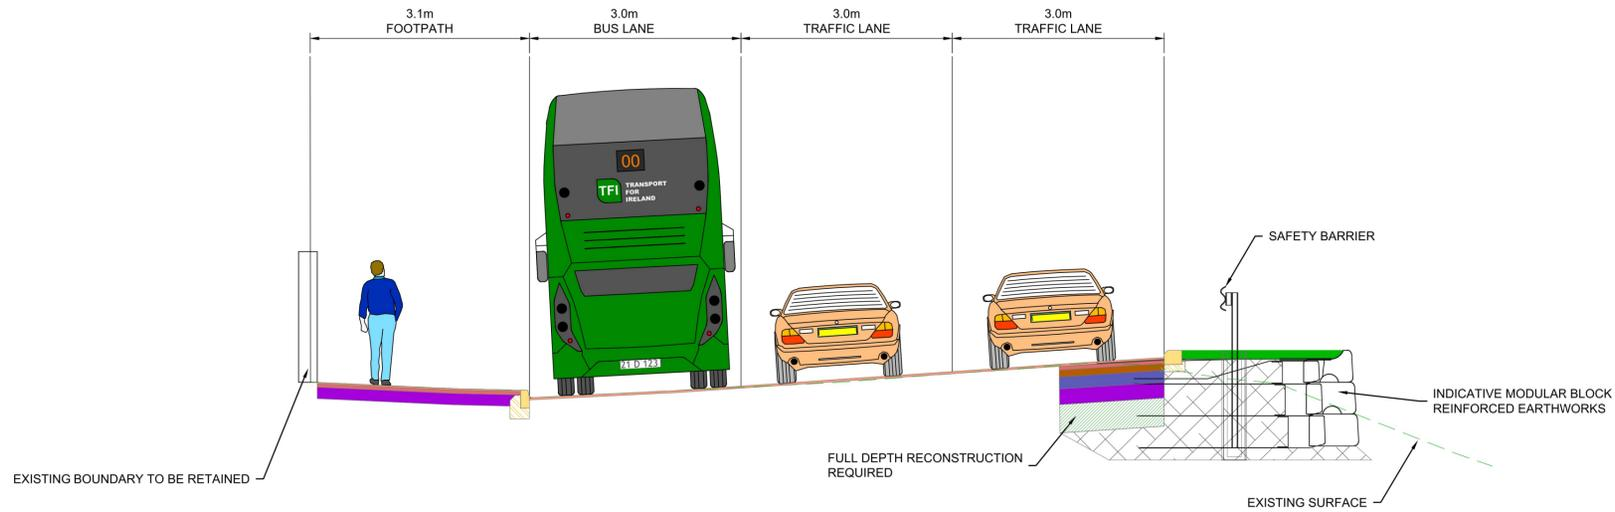 3.1m
FOOTPATH
3.0m
BUS LANE
3.0m
TRAFFIC LANE
3.0m
TRAFFIC LANE
00
TFI
TRANSPORT
FOR
IRELAND
21 D 123
SAFETY BARRIER
INDICATIVE MODULAR BLOCK
REINFORCED EARTHWORKS
FULL DEPTH RECONSTRUCTION
REQUIRED
EXISTING BOUNDARY TO BE RETAINED
EXISTING SURFACE